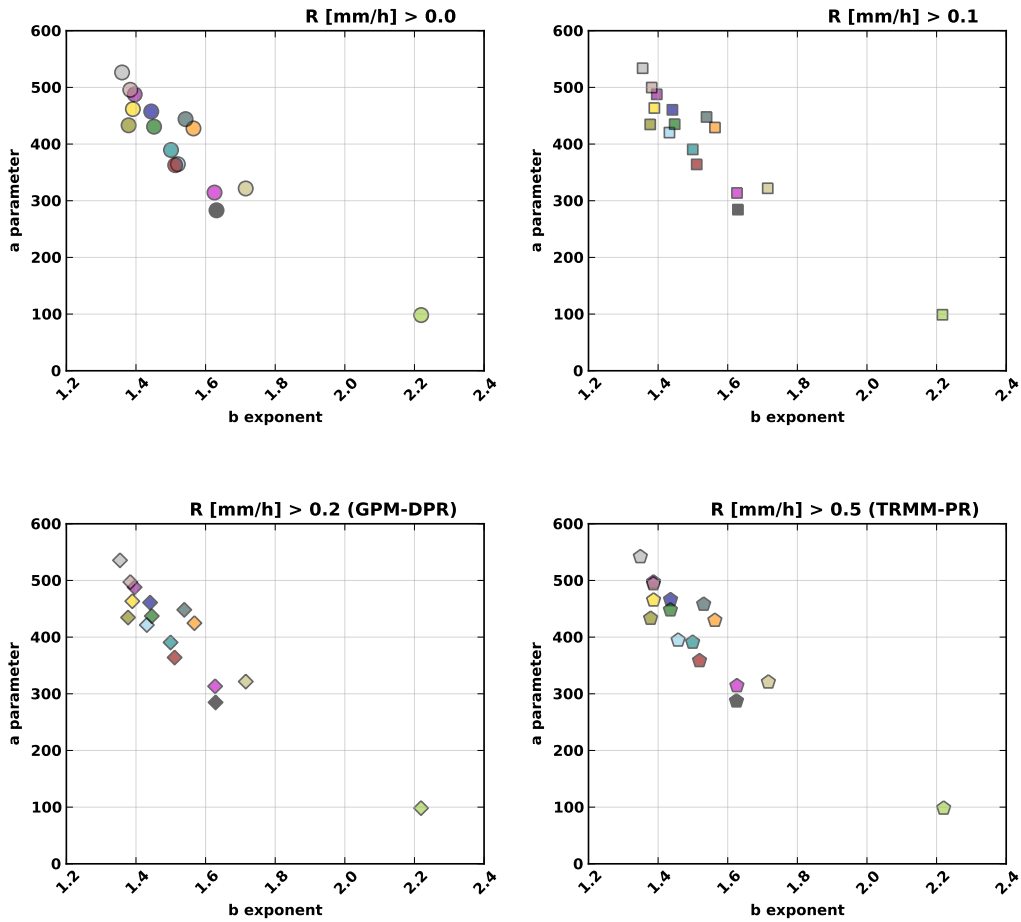 R [mm/h] > 0.0
600
500
400
300
200
100
0
a parameter
1.2 1.4 1.6 1.8 2.0 2.2 2.4
b exponent
R [mm/h] > 0.1
600
500
400
300
200
100
0
a parameter
1.2 1.4 1.6 1.8 2.0 2.2 2.4
b exponent
R [mm/h] > 0.2 (GPM-DPR)
600
500
400
300
200
100
0
a parameter
1.2 1.4 1.6 1.8 2.0 2.2 2.4
b exponent
R [mm/h] > 0.5 (TRMM-PR)
600
500
400
300
200
100
0
a parameter
1.2 1.4 1.6 1.8 2.0 2.2 2.4
b exponent